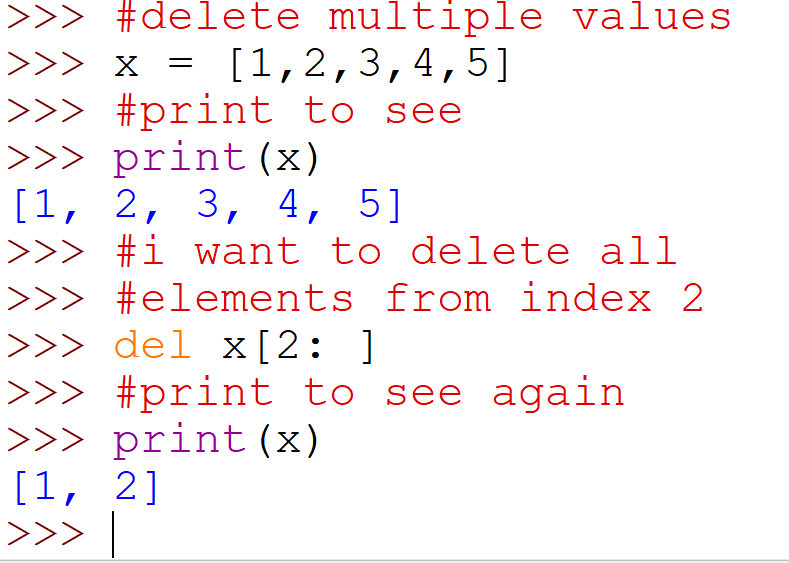 >>> #delete multiple values
>>> x = [1,2,3,4,5]
>>> #print to see
>>> print(x)
[1, 2, 3, 4, 5]
>>> #i want to delete all
>>> #elements from index 2
>>> del x[2: ]
>>> #print to see again
>>> print(x)
[1, 2]
>>>